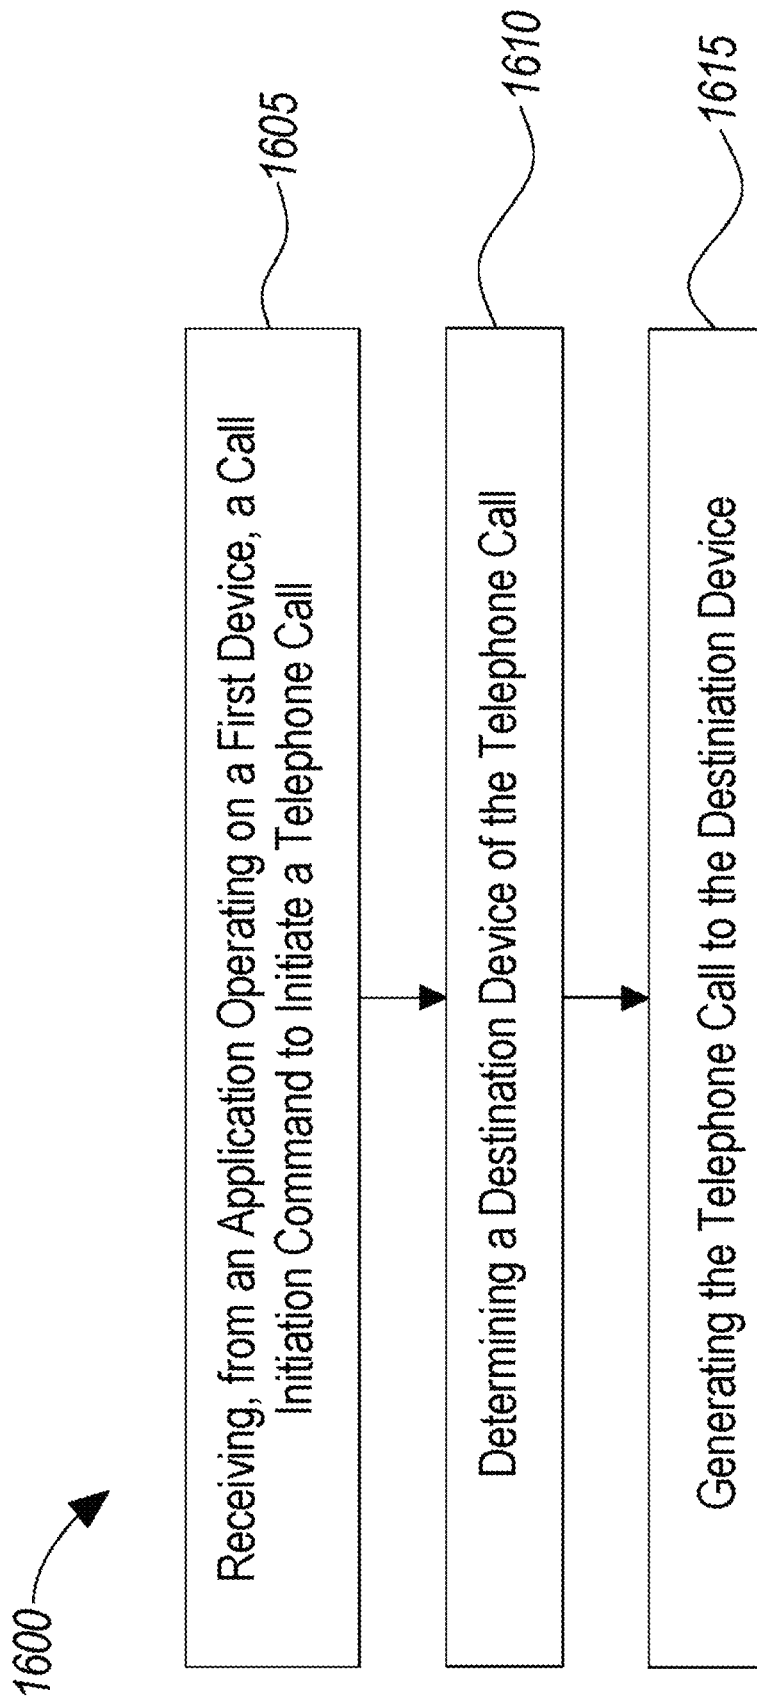 1600
Receiving, from an Application Operating on a First Device, a Call
Initiation Command to Initiate a Telephone Call
1605
Determining a Destination Device of the Telephone Call
1610
Generating the Telephone Call to the Destiniation Device
1615